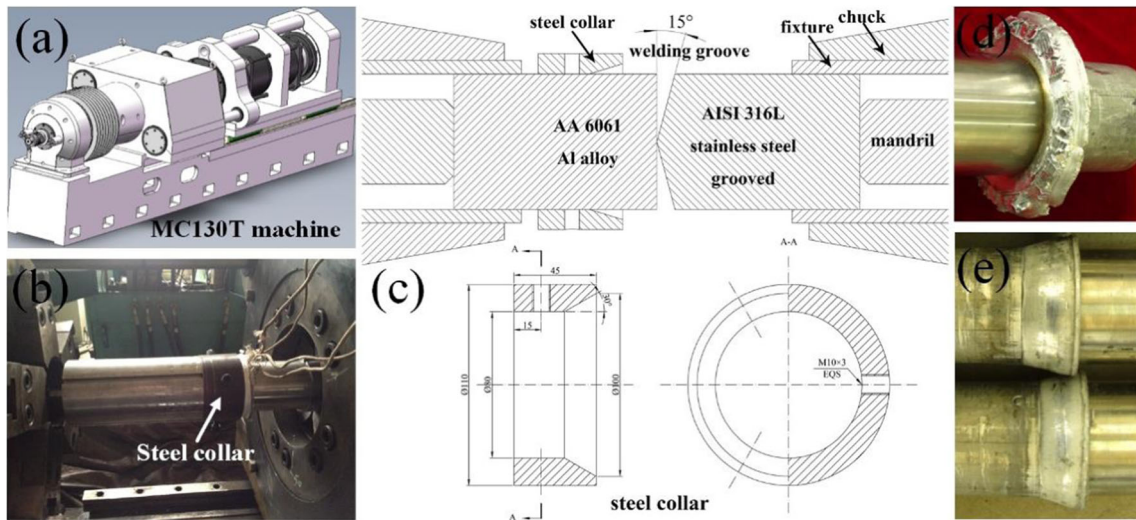 (a)
MC130T machine
(b)
Steel collar
(c)
steel collar
15°
welding groove
fixture
chuck
AA 6061
Al alloy
AISI 316L
stainless steel
grooved
mandril
A
A-A
45
30°
15
Ø110
Ø80
Ø100
M10×3
EQS
A
steel collar
(d)
(e)